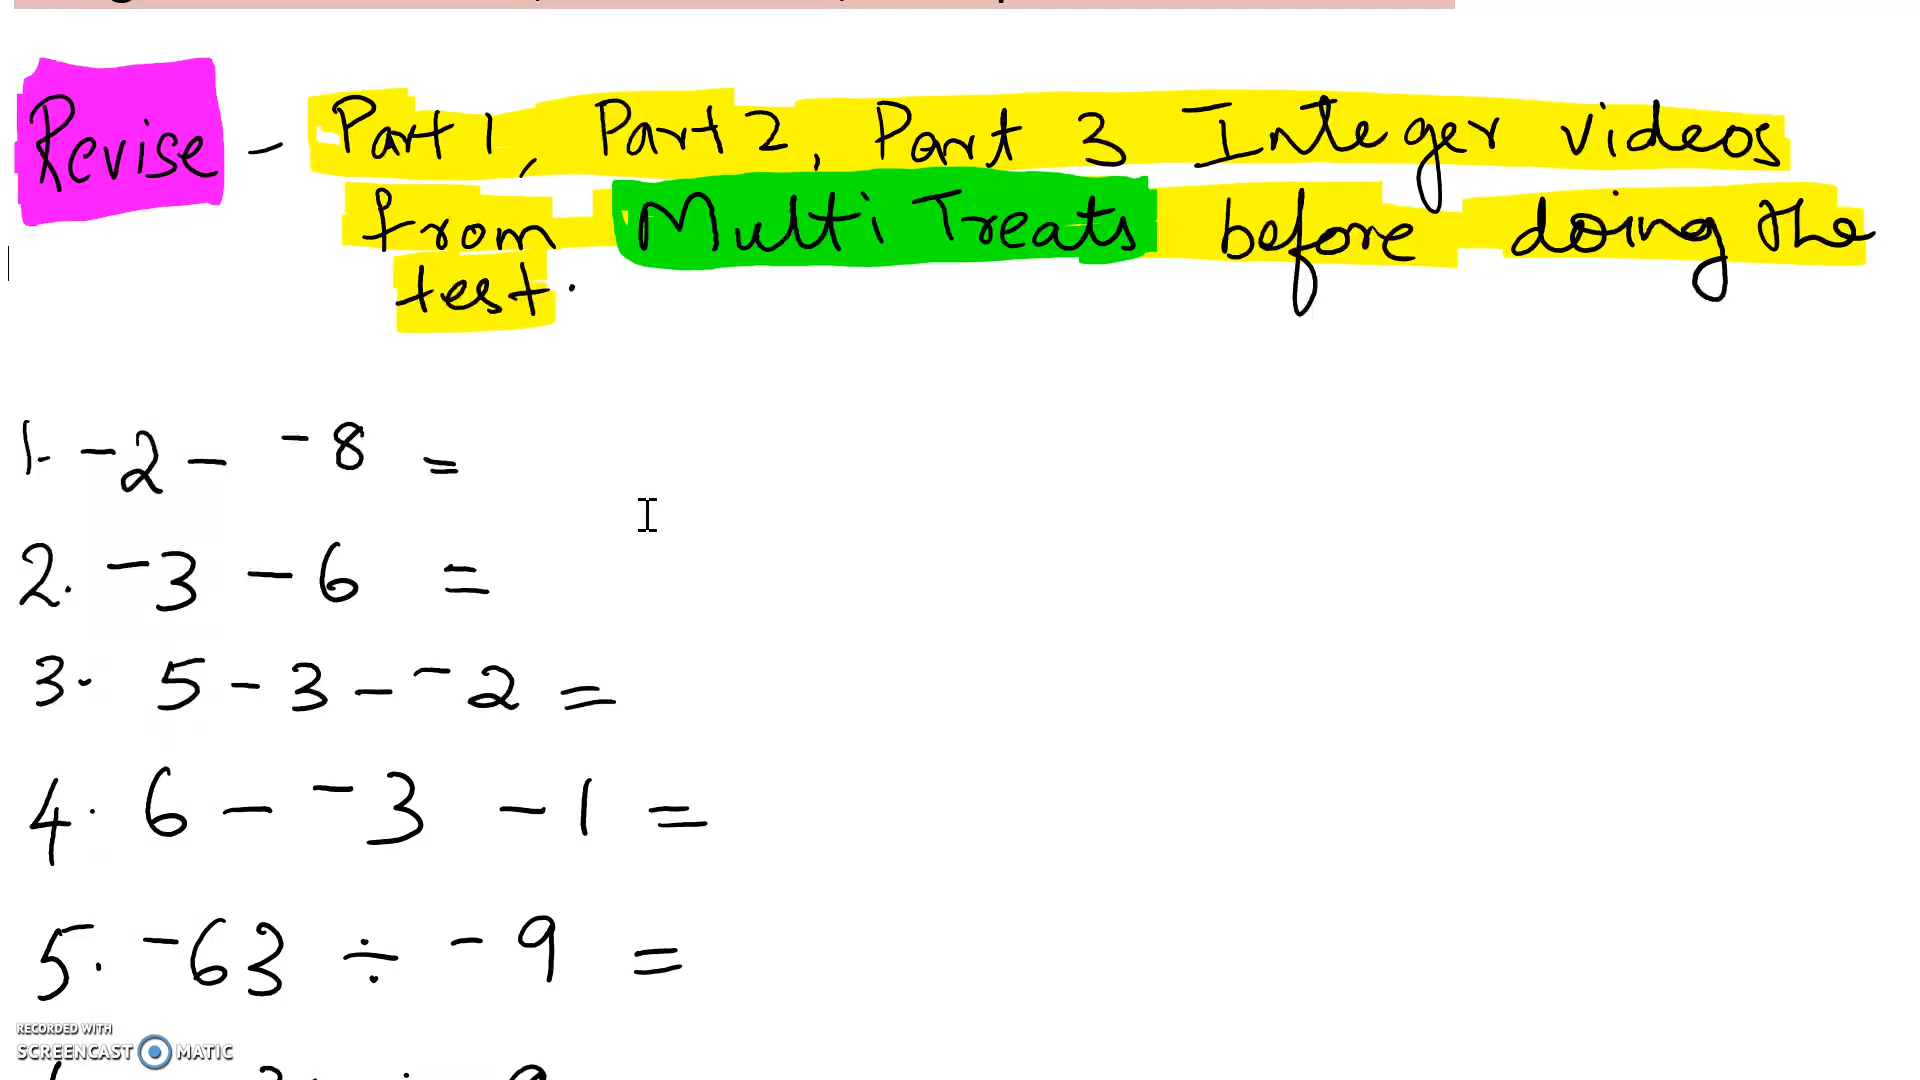 Revise - Part 1, Part 2, Part 3 Integer videos
from Multi Treats before doing the
test.
1. -2 - -8 =
2. -3 - 6 =
3. 5 - 3 - -2 =
4. 6 - -3 - 1 =
5. -63 ÷ -9 =
RECORDED WITH
SCREENCAST MATIC